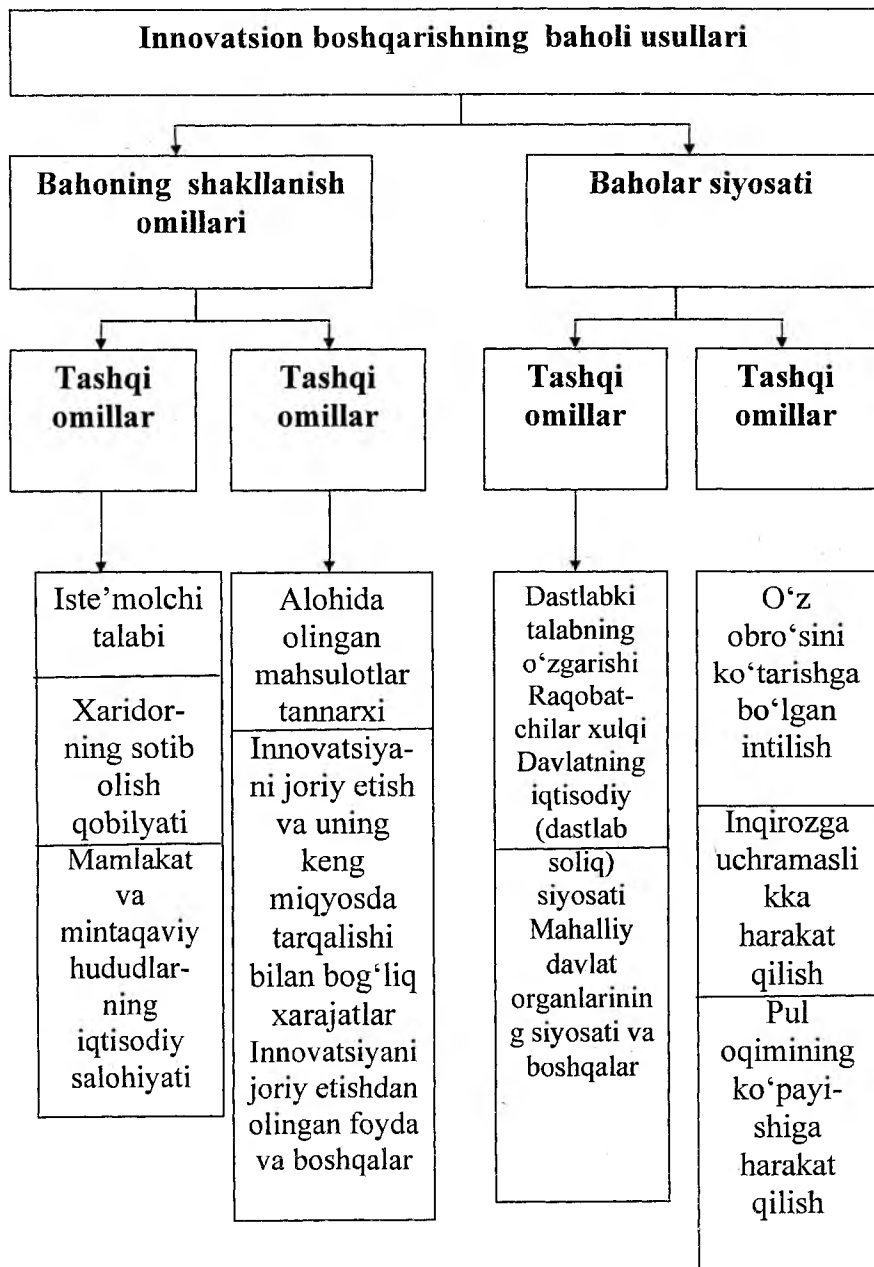 Innovatsion boshqarishning baholi usullari
Bahoning shakllanish
omillari
Baholar siyosati
Tashqi
omillar
Tashqi
omillar
Tashqi
omillar
Tashqi
omillar
Iste’molchi
talabi
Xaridor-
ning sotib
olish
qobilyati
Mamlakat
va
mintaqaviy
hududlar-
ning
iqtisodiy
salohiyati
Alohida
olingan
mahsulotlar
tannarxi
Innovatsiya-
ni joriy etish
va uning
keng
miqyosda
tarqalishi
bilan bog‘liq
xarajatlar
Innovatsiyani
joriy etishdan
olingan foyda
va boshqalar
Dastlabki
talabning
o‘zgarishi
Raqobat-
chilar xulqi
Davlatning
iqtisodiy
(dastlab
soliq)
siyosati
Mahalliy
davlat
organlarinin
g siyosati va
boshqalar
O‘z
obro‘sini
ko‘tarishga
bo‘lgan
intilish
Inqirozga
uchramasli
kka
harakat
qilish
Pul
oqimining
ko‘payi-
shiga
harakat
qilish